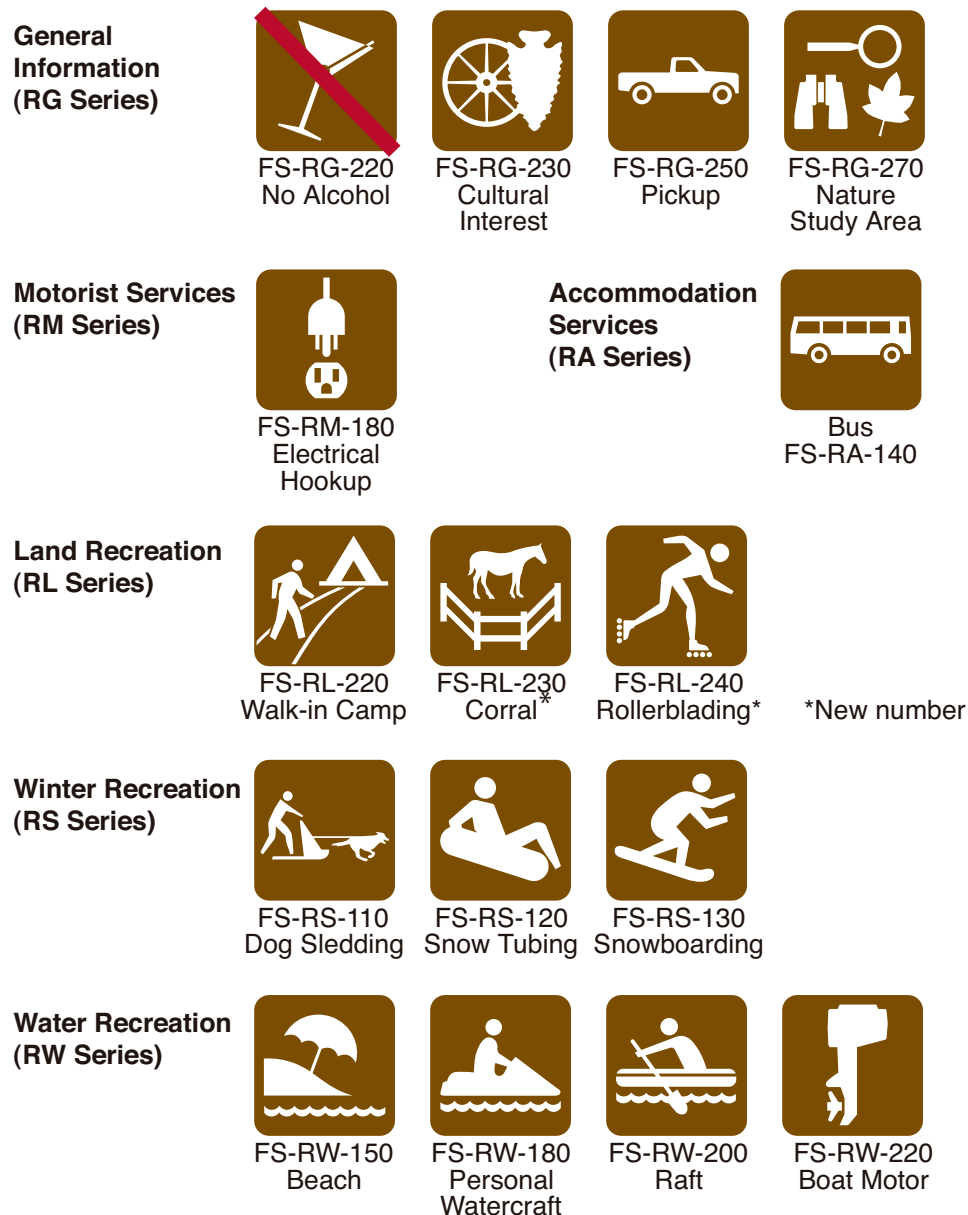 General
Information
(RG Series)
FS-RG-220
No Alcohol
FS-RG-230
Cultural
Interest
FS-RG-250
Pickup
FS-RG-270
Nature
Study Area
Motorist Services
(RM Series)
FS-RM-180
Electrical
Hookup
Accommodation
Services
(RA Series)
Bus
FS-RA-140
Land Recreation
(RL Series)
FS-RL-220
Walk-in Camp
FS-RL-230
Corral*
FS-RL-240
Rollerblading*
*New number
Winter Recreation
(RS Series)
FS-RS-110
Dog Sledding
FS-RS-120
Snow Tubing
FS-RS-130
Snowboarding
Water Recreation
(RW Series)
FS-RW-150
Beach
FS-RW-180
Personal
Watercraft
FS-RW-200
Raft
FS-RW-220
Boat Motor